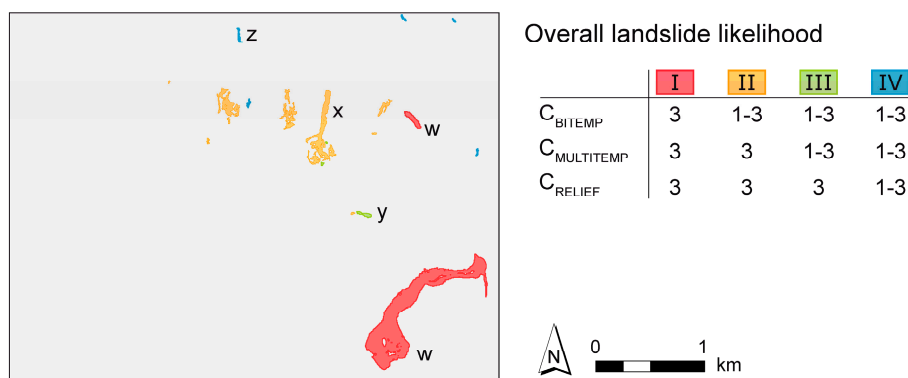 z
x
w
y
w
Overall landslide likelihood
I II III IV
C BITEMP 3 1-3 1-3 1-3
C MULTITEMP 3 3 1-3 1-3
C RELIEF 3 3 3 1-3
N
0 1
km